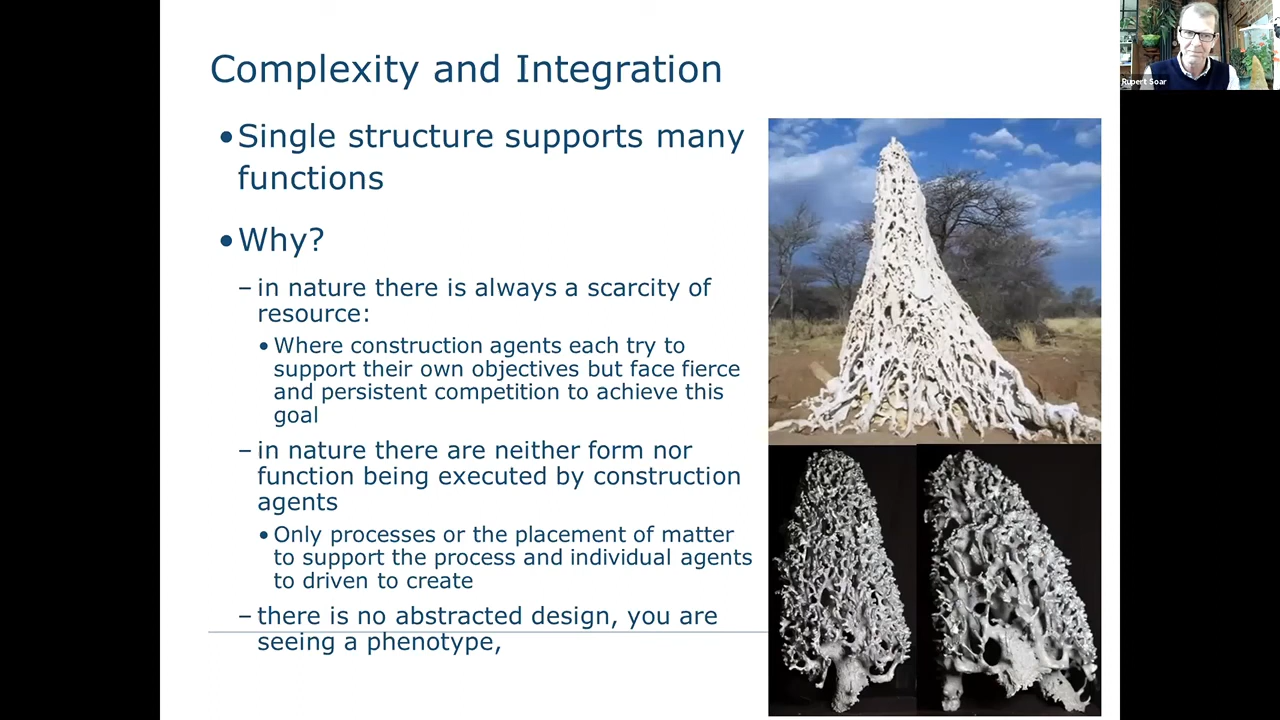 Complexity and Integration
•Single structure supports many
functions
•Why?
– in nature there is always a scarcity of
resource:
• Where construction agents each try to
support their own objectives but face fierce
and persistent competition to achieve this
goal
– in nature there are neither form nor
function being executed by construction
agents
• Only processes or the placement of matter
to support the process and individual agents
to driven to create
– there is no abstracted design, you are
seeing a phenotype,
Rupert Soar